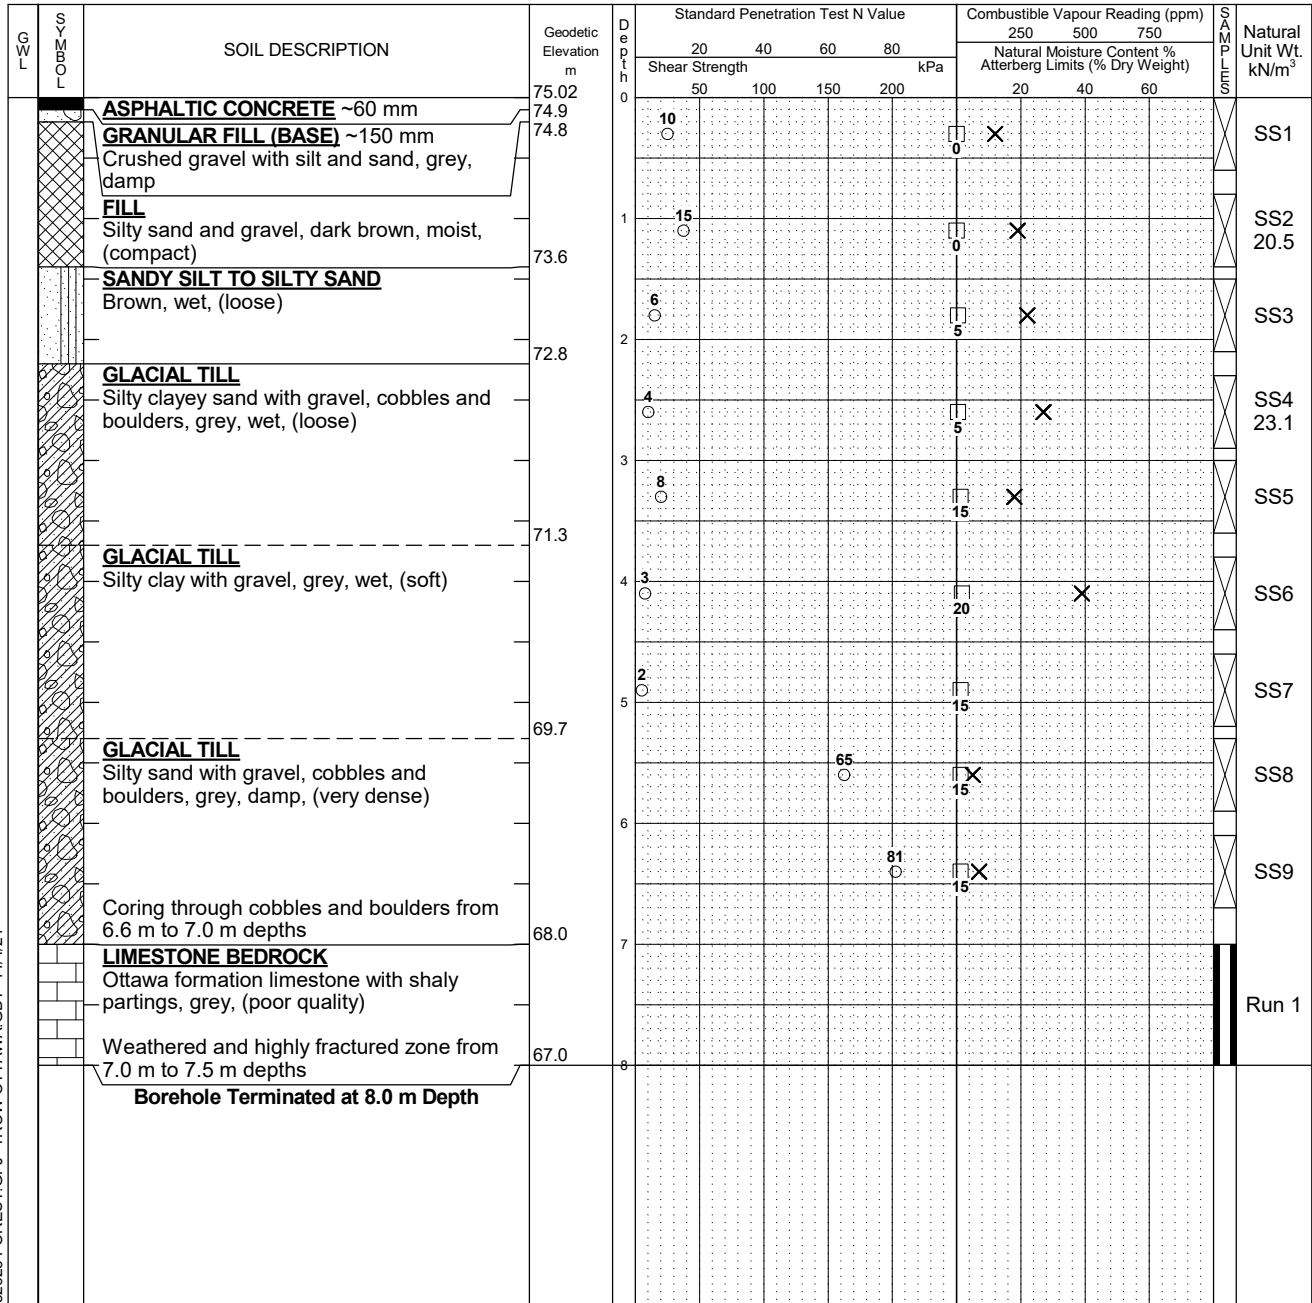 GWL
SYMBOL
SOIL DESCRIPTION
Geodetic
Elevation
m
75.02
Depth
Standard Penetration Test N Value
20 40 60 80
Shear Strength kPa
50 100 150 200
Combustible Vapour Reading (ppm)
250 500 750
Natural Moisture Content %
Atterberg Limits (% Dry Weight)
20 40 60
SAMPLES
Natural
Unit Wt.
kN/m³
0
ASPHALTIC CONCRETE ~60 mm
74.9
GRANULAR FILL (BASE) ~150 mm
74.8
Crushed gravel with silt and sand, grey,
damp
10
0
SS1
FILL
Silty sand and gravel, dark brown, moist,
(compact)
73.6
1
15
0
SS2
20.5
SANDY SILT TO SILTY SAND
Brown, wet, (loose)
72.8
6
5
SS3
2
GLACIAL TILL
Silty clayey sand with gravel, cobbles and
boulders, grey, wet, (loose)
71.3
4
5
SS4
23.1
3
8
15
SS5
GLACIAL TILL
Silty clay with gravel, grey, wet, (soft)
69.7
4
3
20
SS6
2
15
SS7
5
GLACIAL TILL
Silty sand with gravel, cobbles and
boulders, grey, damp, (very dense)
65
15
SS8
6
81
15
SS9
Coring through cobbles and boulders from
6.6 m to 7.0 m depths
68.0
7
LIMESTONE BEDROCK
Ottawa formation limestone with shaly
partings, grey, (poor quality)
Run 1
Weathered and highly fractured zone from
7.0 m to 7.5 m depths
67.0
8
Borehole Terminated at 8.0 m Depth